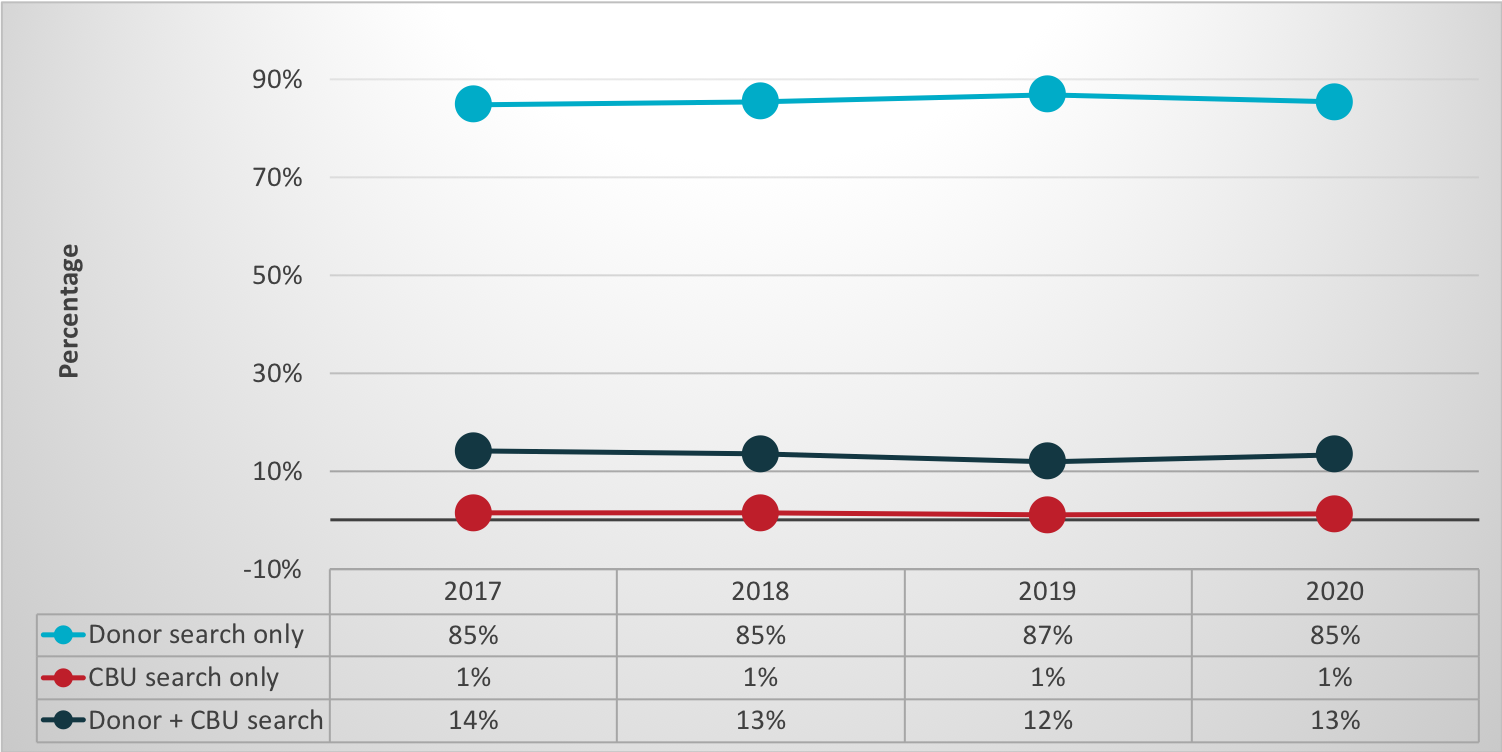 90%
70%
50%
30%
10%
-10%
Percentage
2017 2018 2019 2020
Donor search only 85% 85% 87% 85%
CBU search only 1% 1% 1% 1%
Donor + CBU search 14% 13% 12% 13%